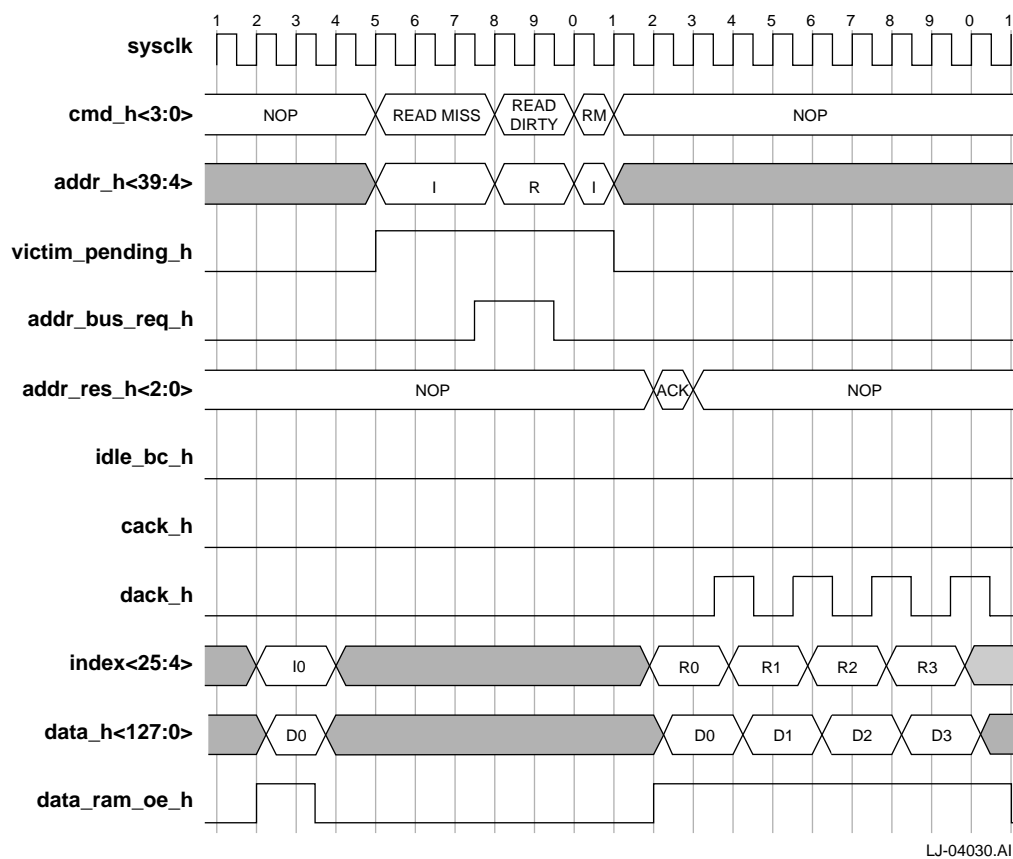 1 2 3 4 5 6 7 8 9 0 1 2 3 4 5 6 7 8 9 0 1
sysclk
cmd_h<3:0> NOP READ MISS READ DIRTY RM NOP
addr_h<39:4> I R I
victim_pending_h
addr_bus_req_h
addr_res_h<2:0> NOP ACK NOP
idle_bc_h
cack_h
dack_h
index<25:4> I0 R0 R1 R2 R3
data_h<127:0> D0 D0 D1 D2 D3
data_ram_oe_h
LJ-04030.AI